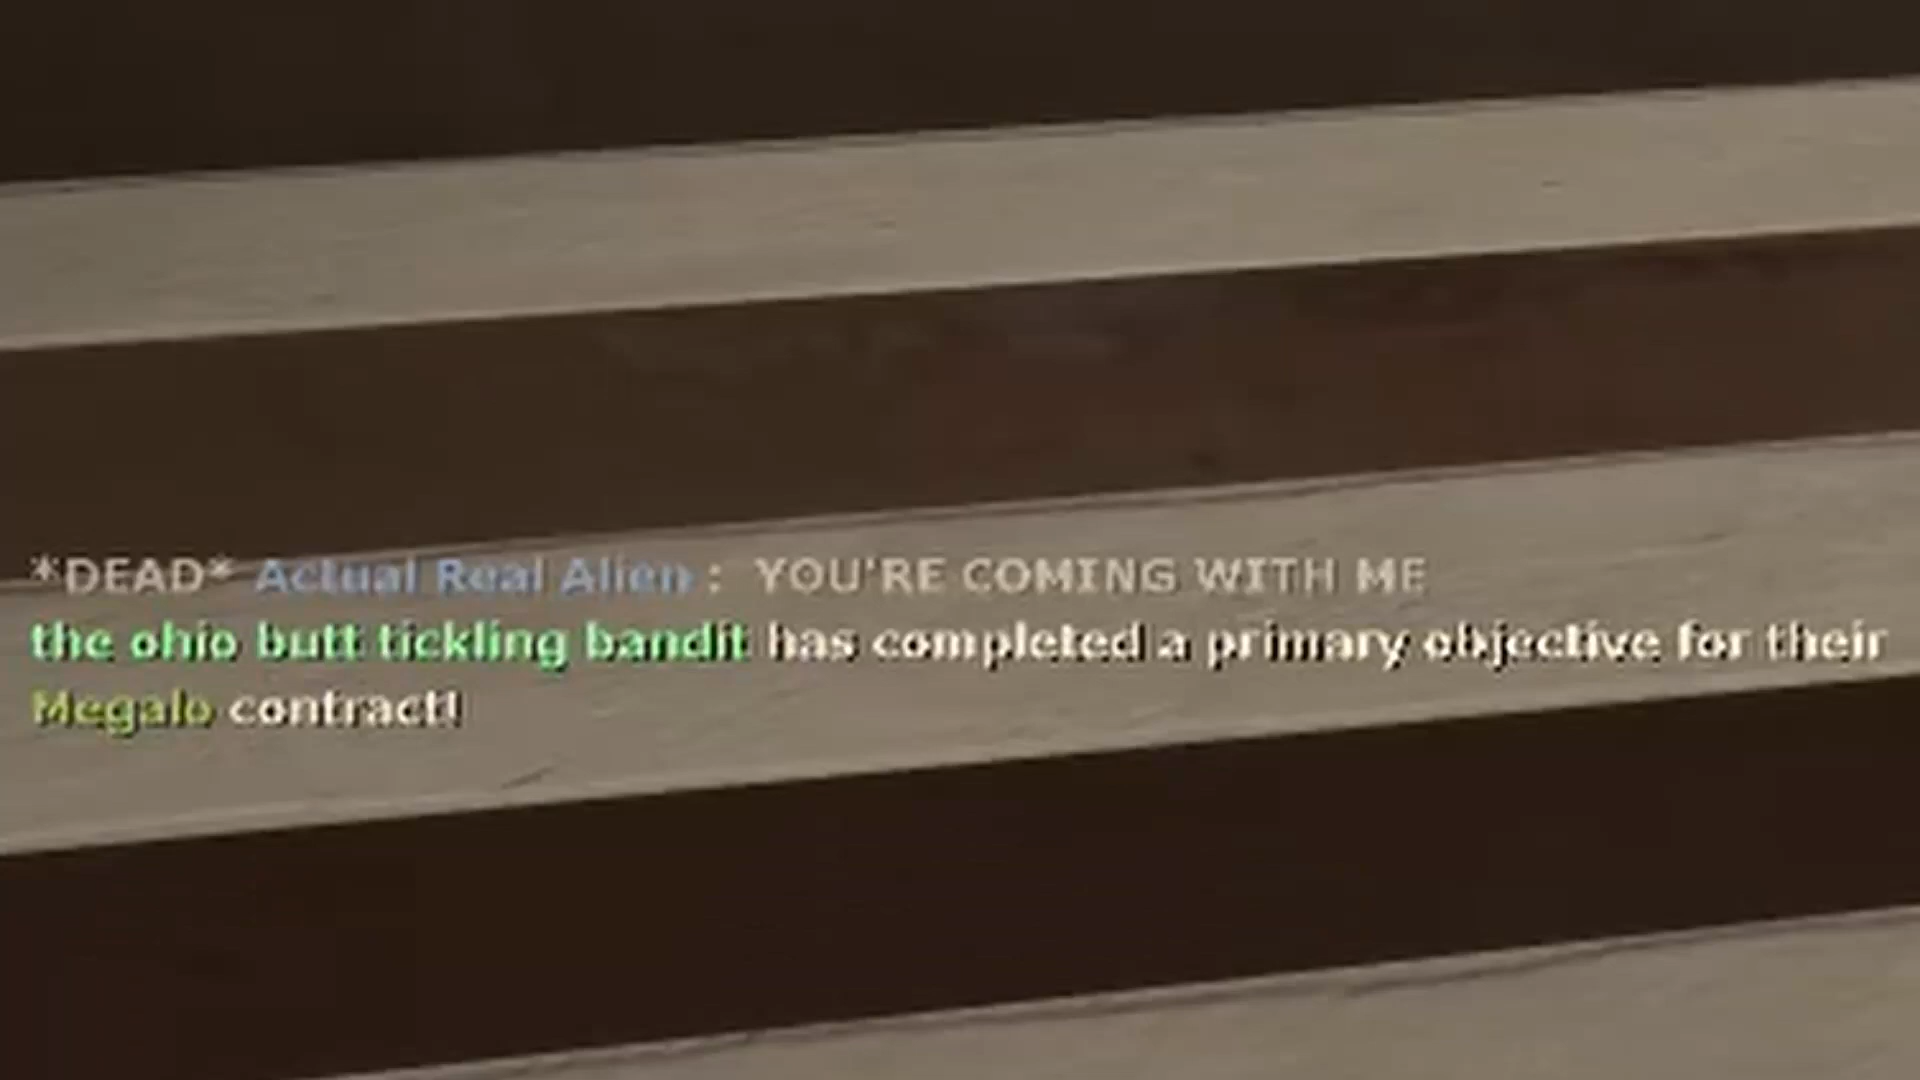 *DEAD* Actual Real Alien :  YOU'RE COMING WITH ME
the ohio butt tickling bandit has completed a primary objective for their
Megalo contract!